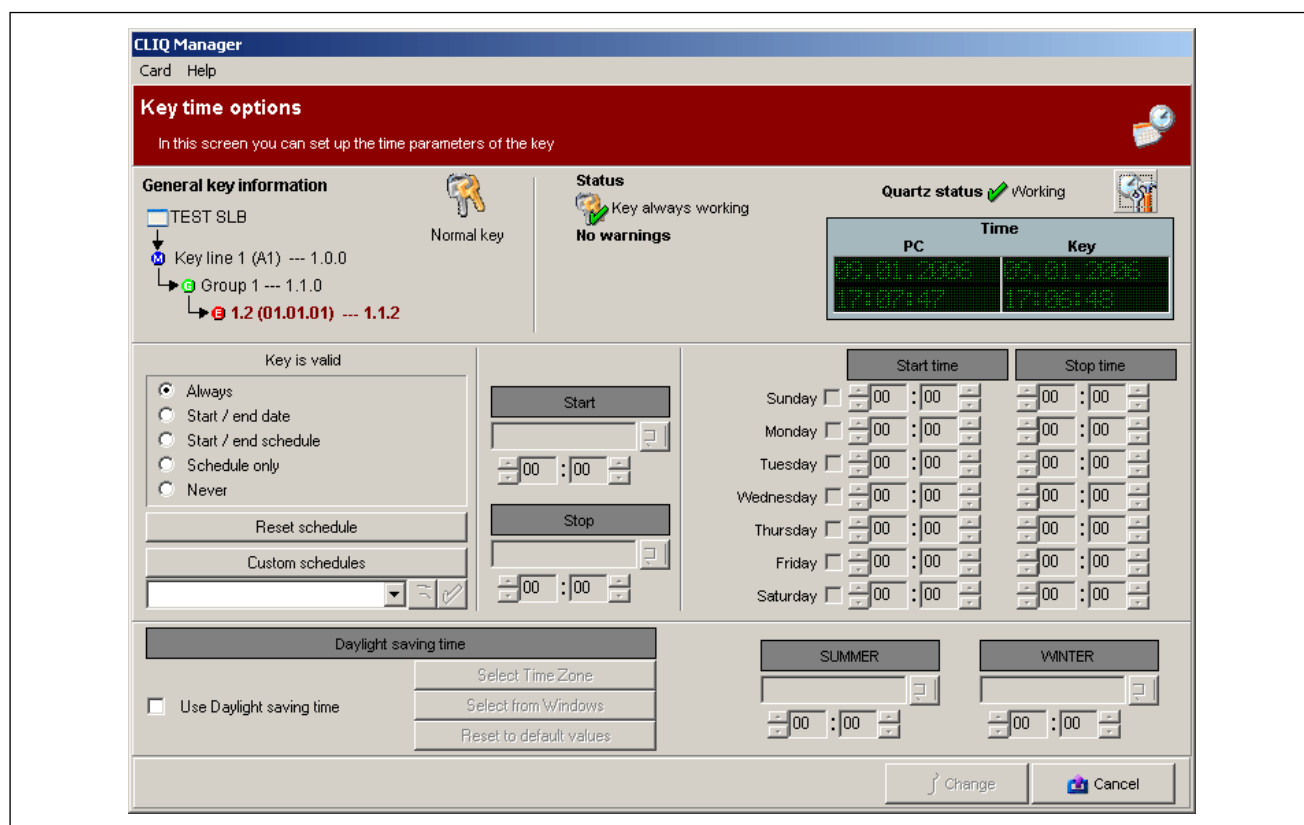 CLIQ Manager
Card Help
Key time options
In this screen you can set up the time parameters of the key
General key information
TEST SLB
M Key line 1 (A1) --- 1.0.0
G Group 1 --- 1.1.0
E 1.2 (01.01.01) --- 1.1.2
Normal key
Status
Key always working
No warnings
Quartz status Working
Time
PC Key
09.01.2006 09.01.2006
17:07:47 17:06:48
Key is valid
Always
Start / end date
Start / end schedule
Schedule only
Never
Reset schedule
Custom schedules
Start
00 : 00
Stop
00 : 00
Start time Stop time
Sunday 00 : 00 00 : 00
Monday 00 : 00 00 : 00
Tuesday 00 : 00 00 : 00
Wednesday 00 : 00 00 : 00
Thursday 00 : 00 00 : 00
Friday 00 : 00 00 : 00
Saturday 00 : 00 00 : 00
Daylight saving time
Use Daylight saving time
Select Time Zone
Select from Windows
Reset to default values
SUMMER WINTER
00 : 00 00 : 00
Change Cancel